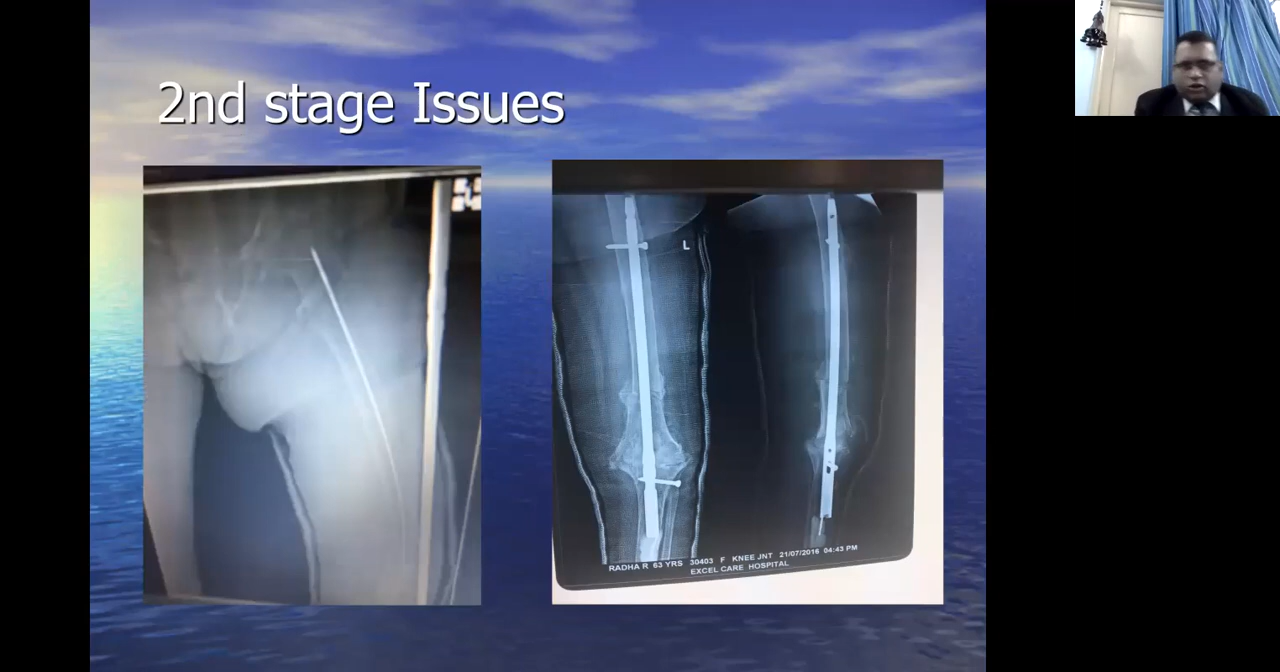 2nd stage Issues
L
RADHA R 63 YRS 30403 F KNEE JNT 21/07/2016 04:43 PM
EXCEL CARE HOSPITAL